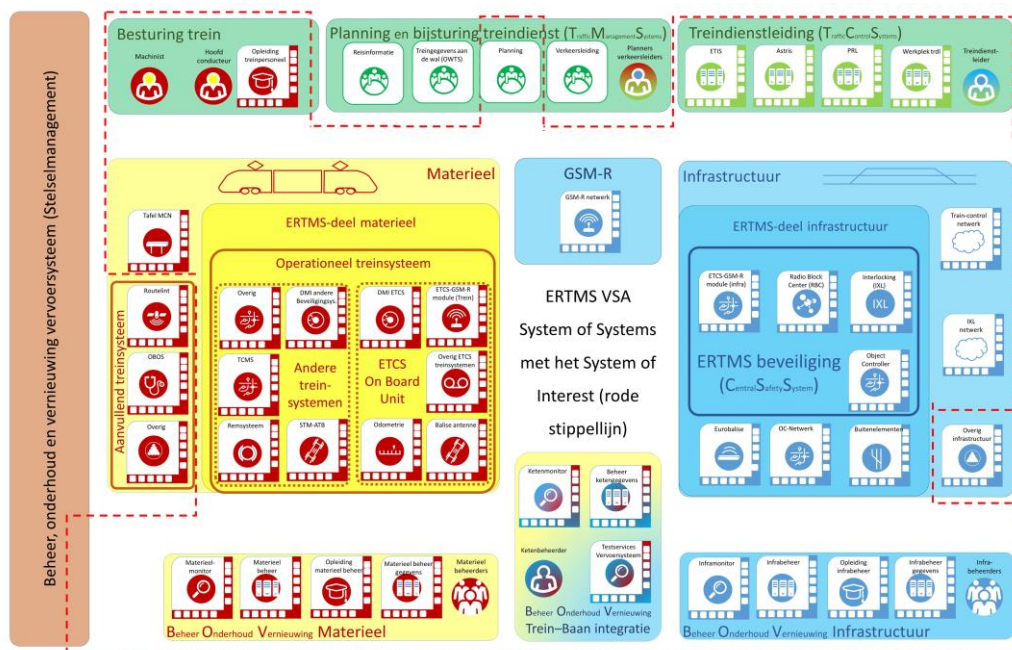 Beheer, onderhoud en vernieuwing vervoersysteem (Stelselmanagement)
Besturing trein
Machinist
Hoofd
conducteur
Opleiding
treinpersoneel
Planning en bijsturing treindienst (TrafficManagementSystems)
Reisinformatie
Treingegevens aan
de wal (OWTS)
Planning
Verkeersleiding
Planners
verkeersleiders
Treindienstleiding (TrafficControlSystems)
ETIS
Astris
PRL
Werkplek trdl
Treindienst-
leider
Materieel
Tafel MCN
ERTMS-deel materieel
Operationeel treinsysteem
Aanvullend treinsysteem
Routelint
OBOS
Overig
Overig
DMI andere
Beveiligingsys.
DMI ETCS
ETCS-GSM-R
module (Trein)
TCMS
Andere
trein-
systemen
ETCS
On Board
Unit
Overig ETCS
treinsystemen
Remsysteem
STM-ATB
Odometrie
Balise antenne
GSM-R
GSM-R netwerk
ERTMS VSA
System of Systems
met het System of
Interest (rode
stippellijn)
Infrastructuur
ERTMS-deel infrastructuur
ETCS-GSM-R
module (infra)
Radio Block
Center (RBC)
Interlocking
(IXL)
IXL
ERTMS beveiliging
(CentralSafetySystem)
Object
Controller
Eurobalise
OC-Network
Buitenelementen
Train-control
netwerk
IXL
netwerk
Overig
infrastructuur
Materieel-
monitor
Materieel
beheer
Opleiding
materieel beheer
Materieel beheer
gegevens
Materieel
beheerders
Beheer Onderhoud Vernieuwing Materieel
Ketenmonitor
Beheer
ketengegevens
Ketenbeheerder
Testservices
Vervoersysteem
Beheer Onderhoud Vernieuwing
Trein–Baan integratie
Inframonitor
Infrabeheer
Opleiding
infrabeheer
Infrabeheer
gegevens
Infra-
beheerders
Beheer Onderhoud Vernieuwing Infrastructuur